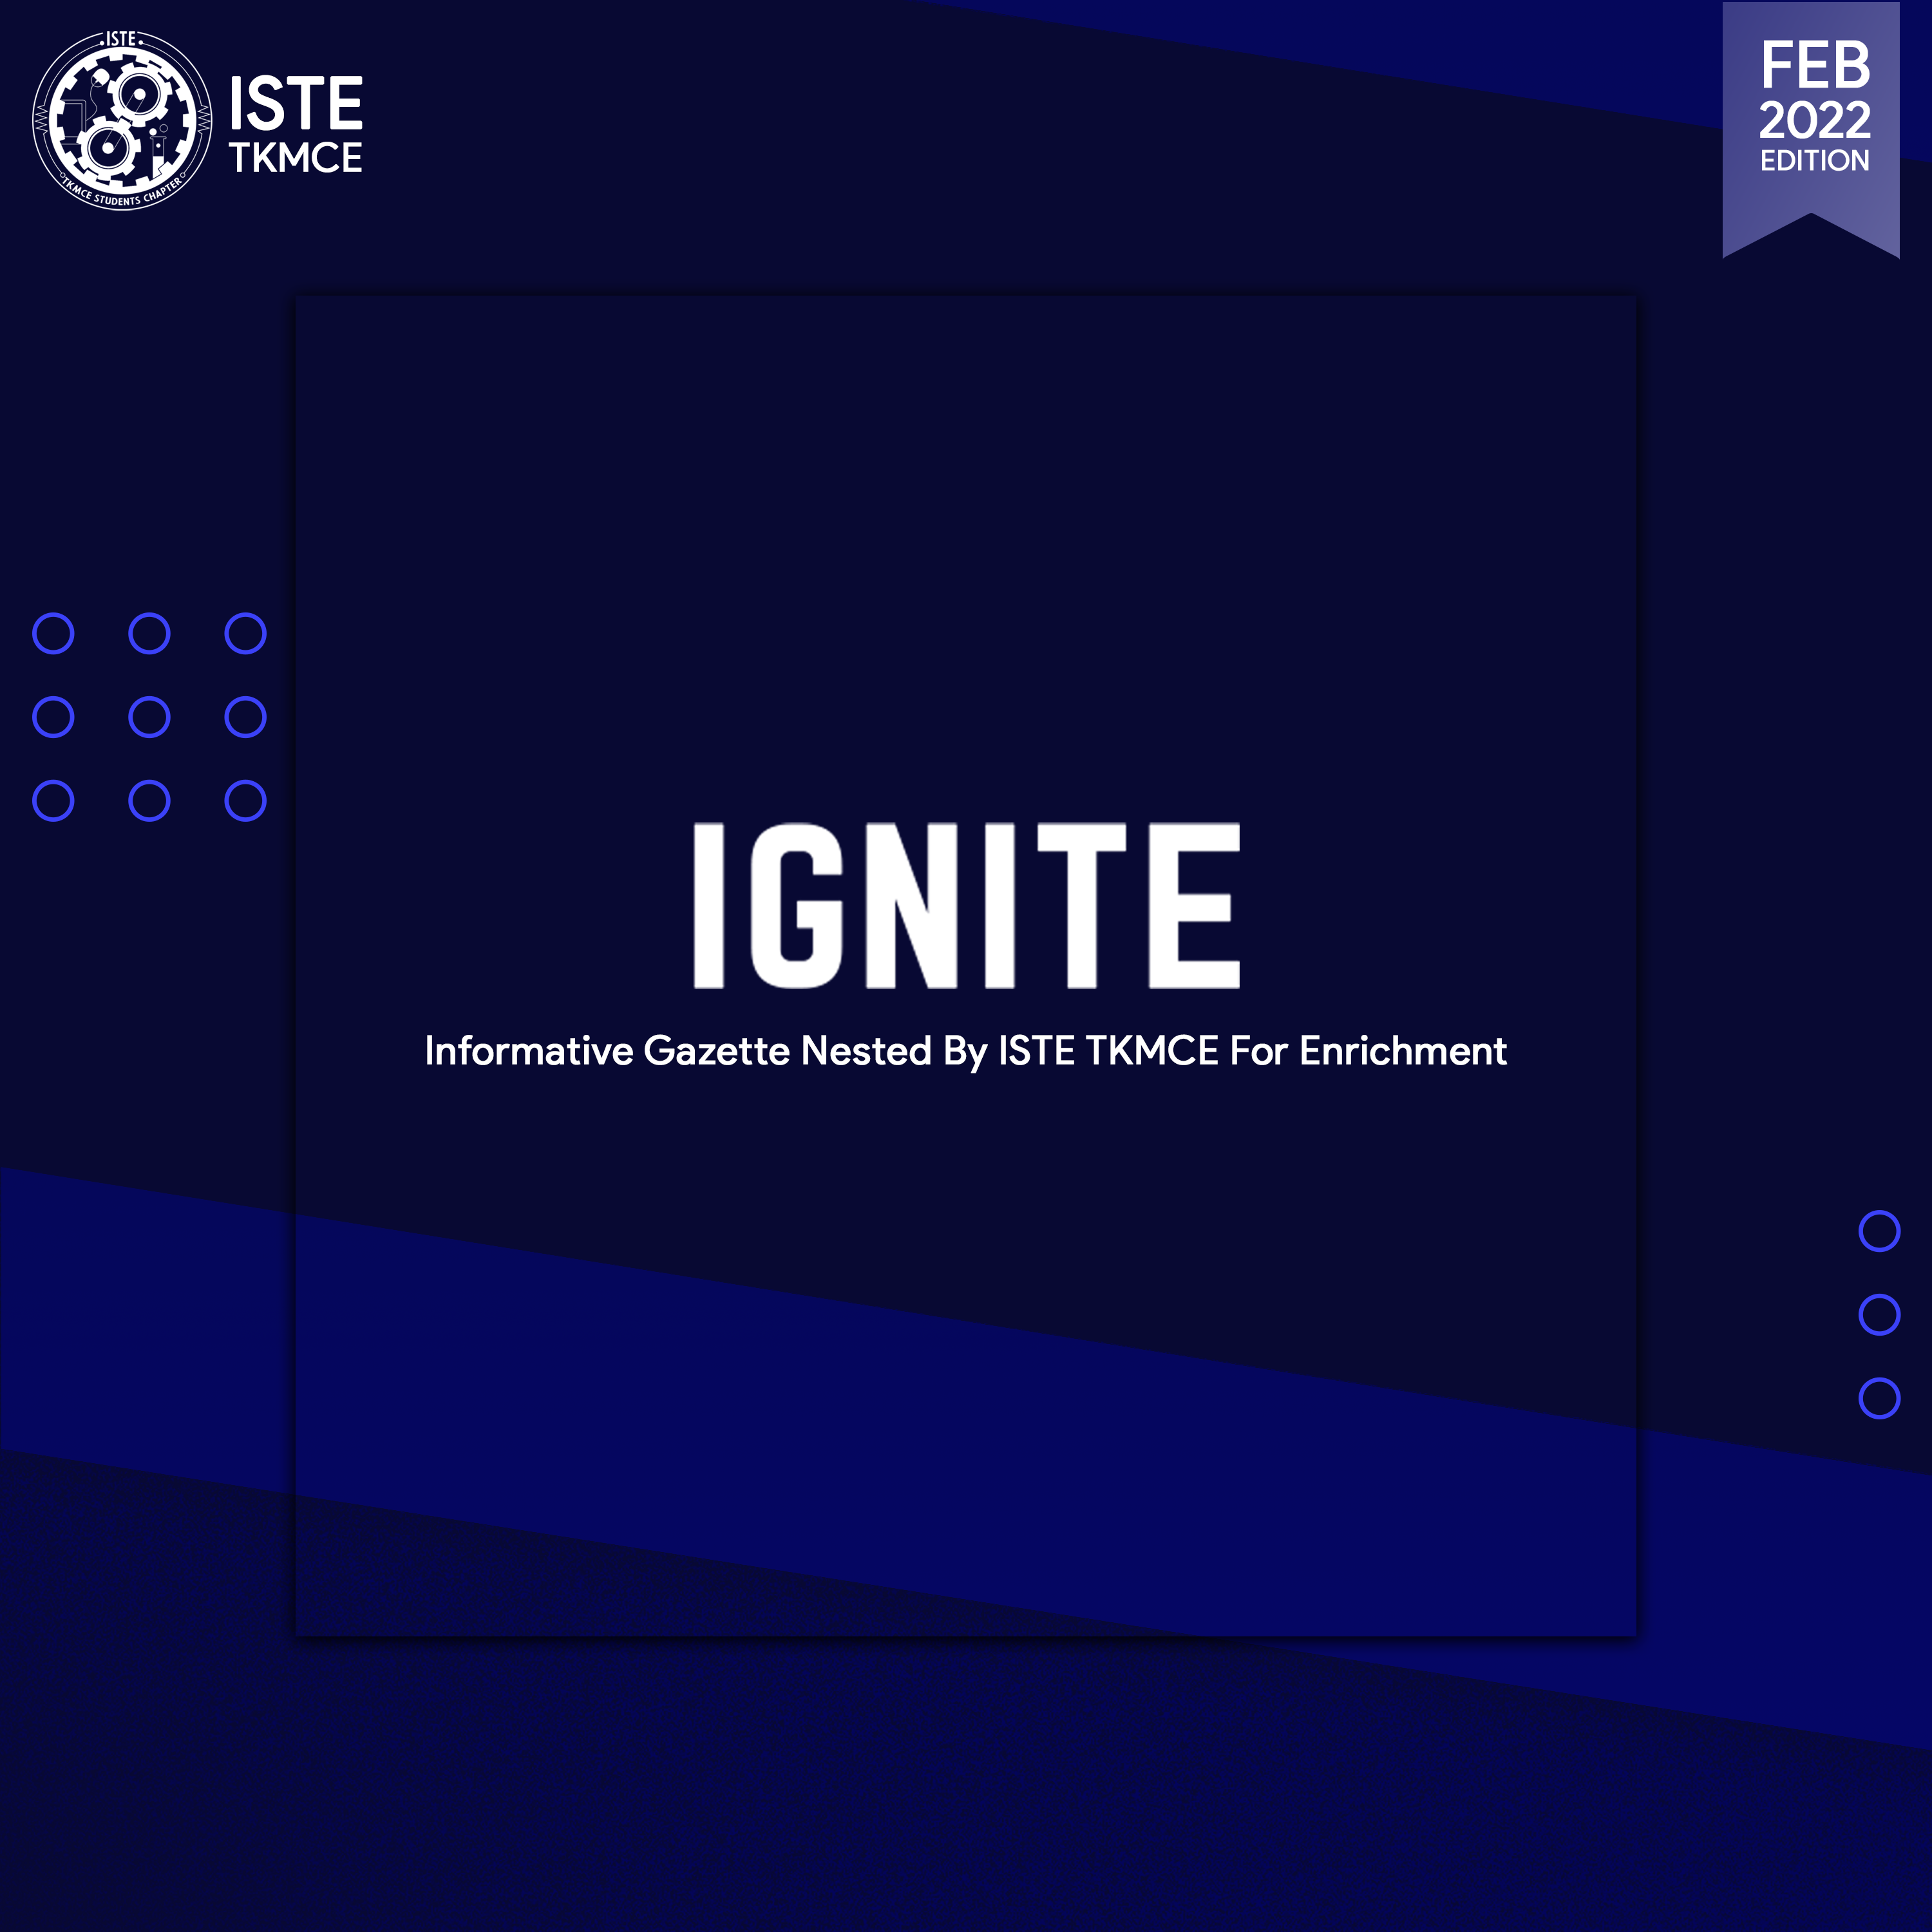 ISTE
TKMCE STUDENTS CHAPTER
ISTE
TKMCE
FEB
2022
EDITION
IGNITE
Informative Gazette Nested By ISTE TKMCE For Enrichment